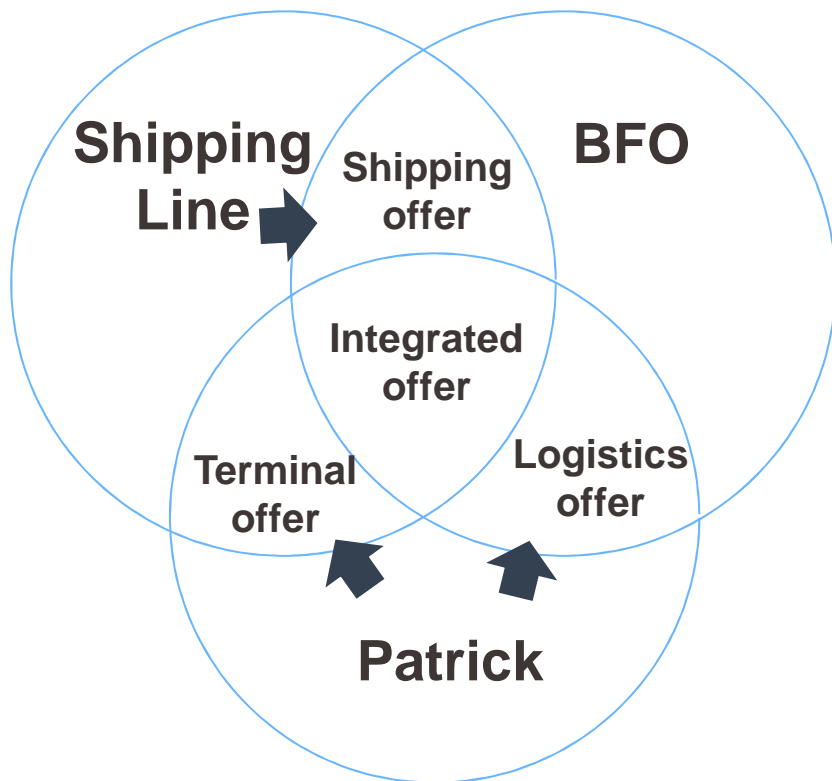 Shipping
Line
BFO
Shipping
offer
Integrated
offer
Terminal
offer
Logistics
offer
Patrick